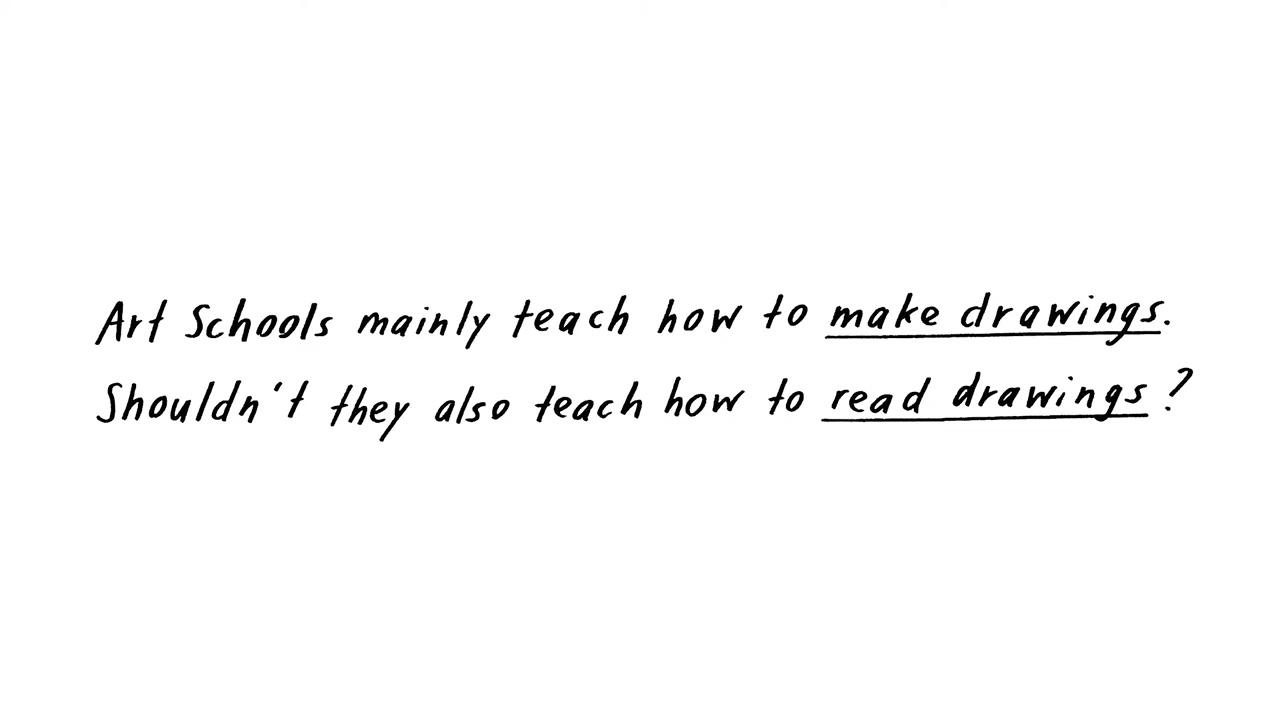 Art Schools mainly teach how to make drawings.
Shouldn't they also teach how to read drawings?